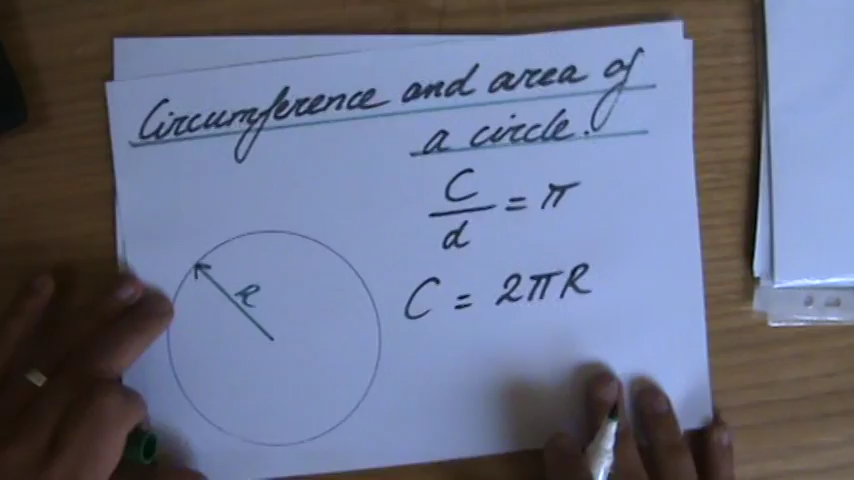 Circumference and area of
a circle.
C/d = π
R
C = 2πR